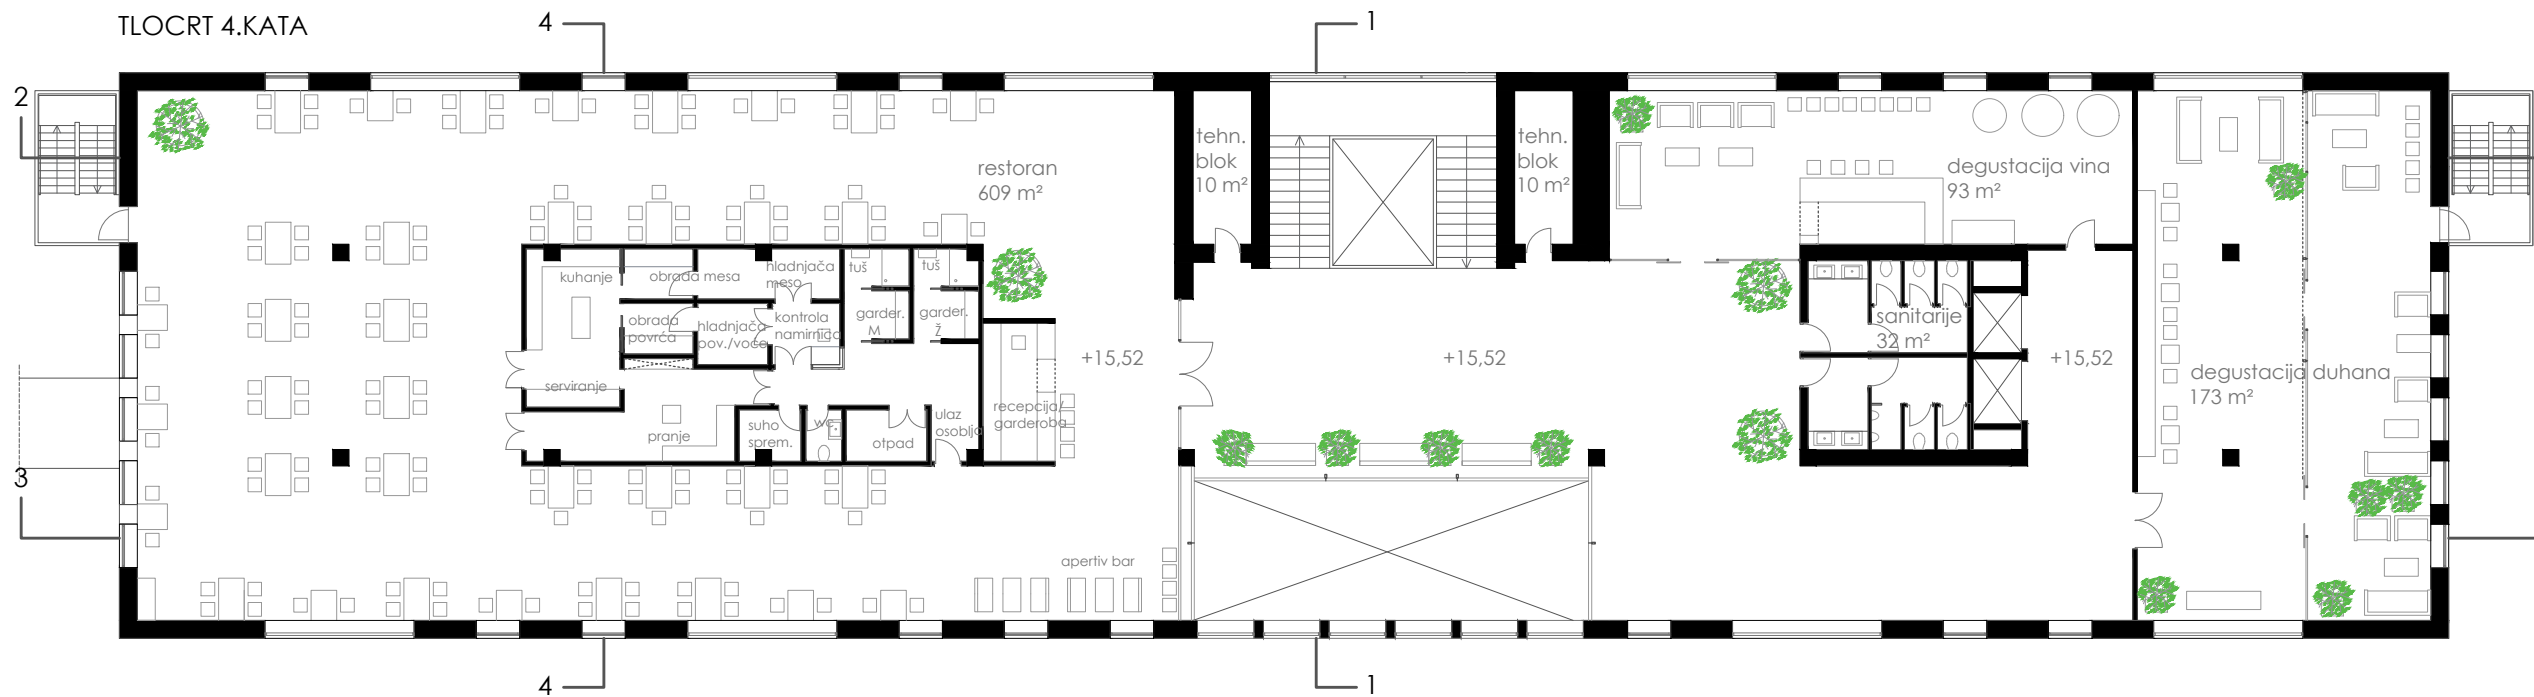 TLOCRT 4.KATA
4
1
2
restoran
609 m²
tehn.
blok
10 m²
tehn.
blok
10 m²
degustacija vina
93 m²
kuhanje
obrada mesa
hladnjača
meso
tuš
tuš
obrada
povrća
hladnjača
pov./voće
kontrola
namirnica
garder.
M
garder.
Ž
serviranje
pranje
suho
sprem.
wc
otpad
ulaz
osoblja
recepcija/
garderoba
+15,52
+15,52
sanitarije
32 m²
+15,52
degustacija duhana
173 m²
3
apertiv bar
4
1